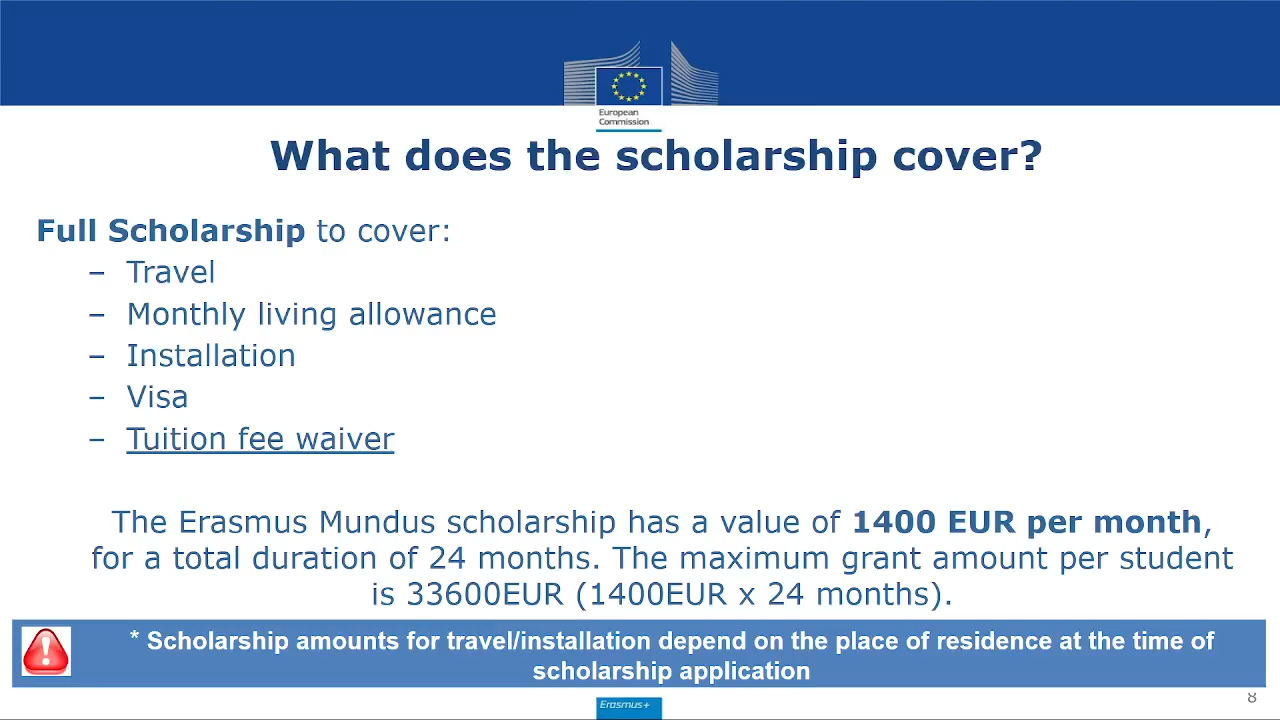 European
Commission
What does the scholarship cover?
Full Scholarship to cover:
– Travel
– Monthly living allowance
– Installation
– Visa
– Tuition fee waiver
The Erasmus Mundus scholarship has a value of 1400 EUR per month,
for a total duration of 24 months. The maximum grant amount per student
is 33600EUR (1400EUR x 24 months).
* Scholarship amounts for travel/installation depend on the place of residence at the time of
scholarship application
Erasmus+
8